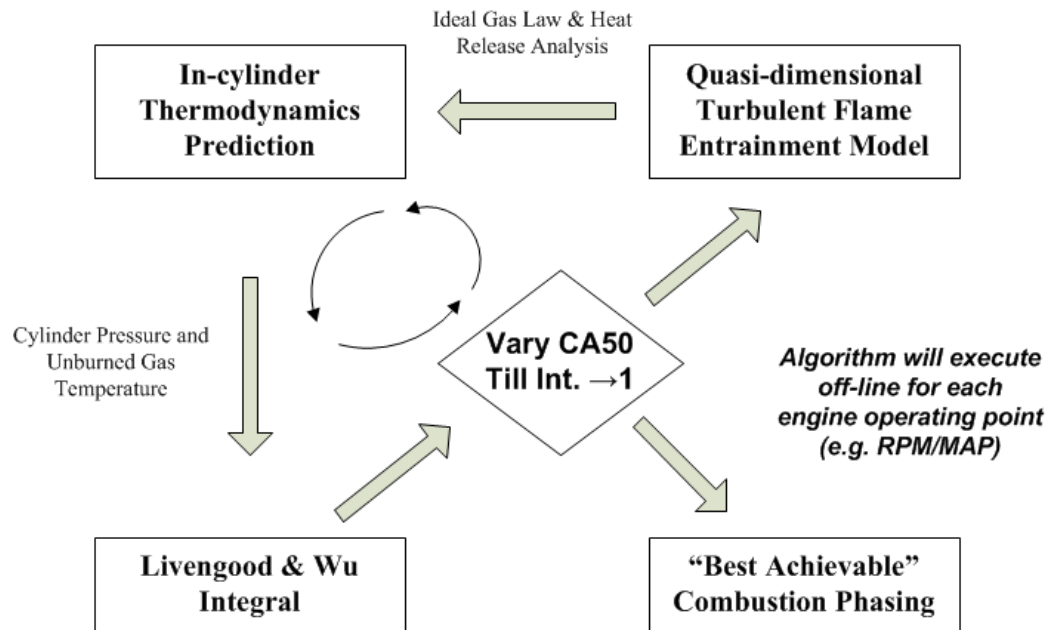 Ideal Gas Law & Heat
Release Analysis
In-cylinder
Thermodynamics
Prediction
Quasi-dimensional
Turbulent Flame
Entrainment Model
Cylinder Pressure and
Unburned Gas
Temperature
Vary CA50
Till Int. →1
Algorithm will execute
off-line for each
engine operating point
(e.g. RPM/MAP)
Livengood & Wu
Integral
“Best Achievable”
Combustion Phasing